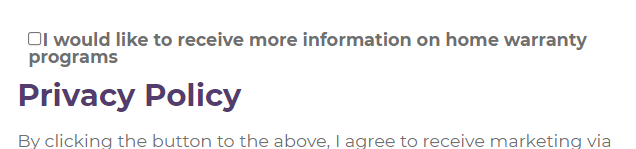 I would like to receive more information on home warranty
programs
Privacy Policy
By clicking the button to the above, I agree to receive marketing via